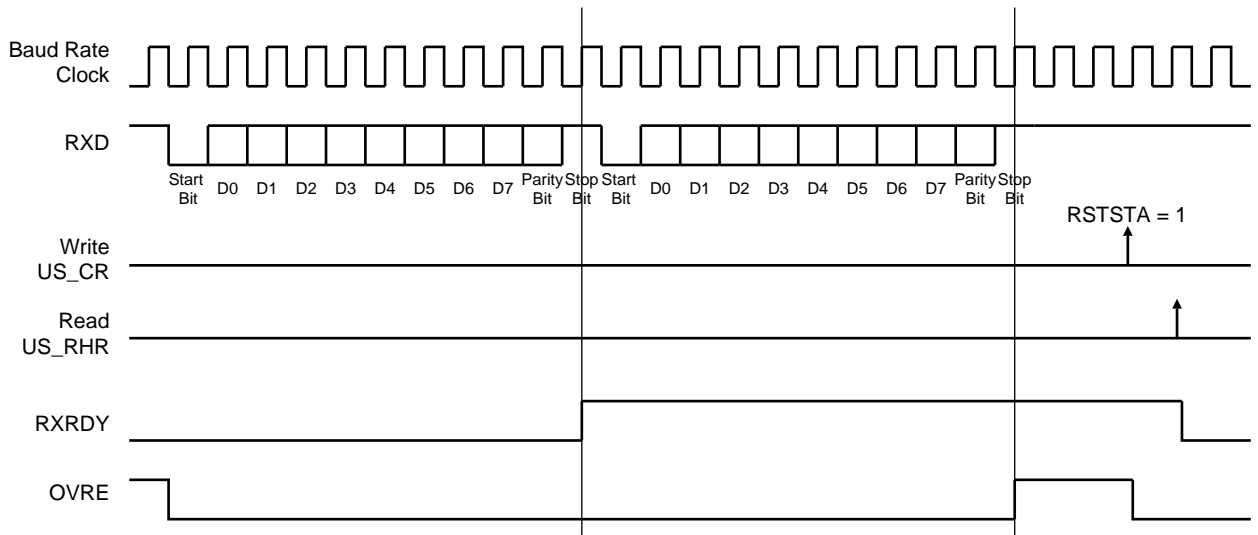 Baud Rate
Clock
RXD
Start
Bit
D0 D1 D2 D3 D4 D5 D6 D7
Parity
Bit
Stop
Bit
Start
Bit
D0 D1 D2 D3 D4 D5 D6 D7
Parity
Bit
Stop
Bit
RSTSTA = 1
Write
US_CR
Read
US_RHR
RXRDY
OVRE